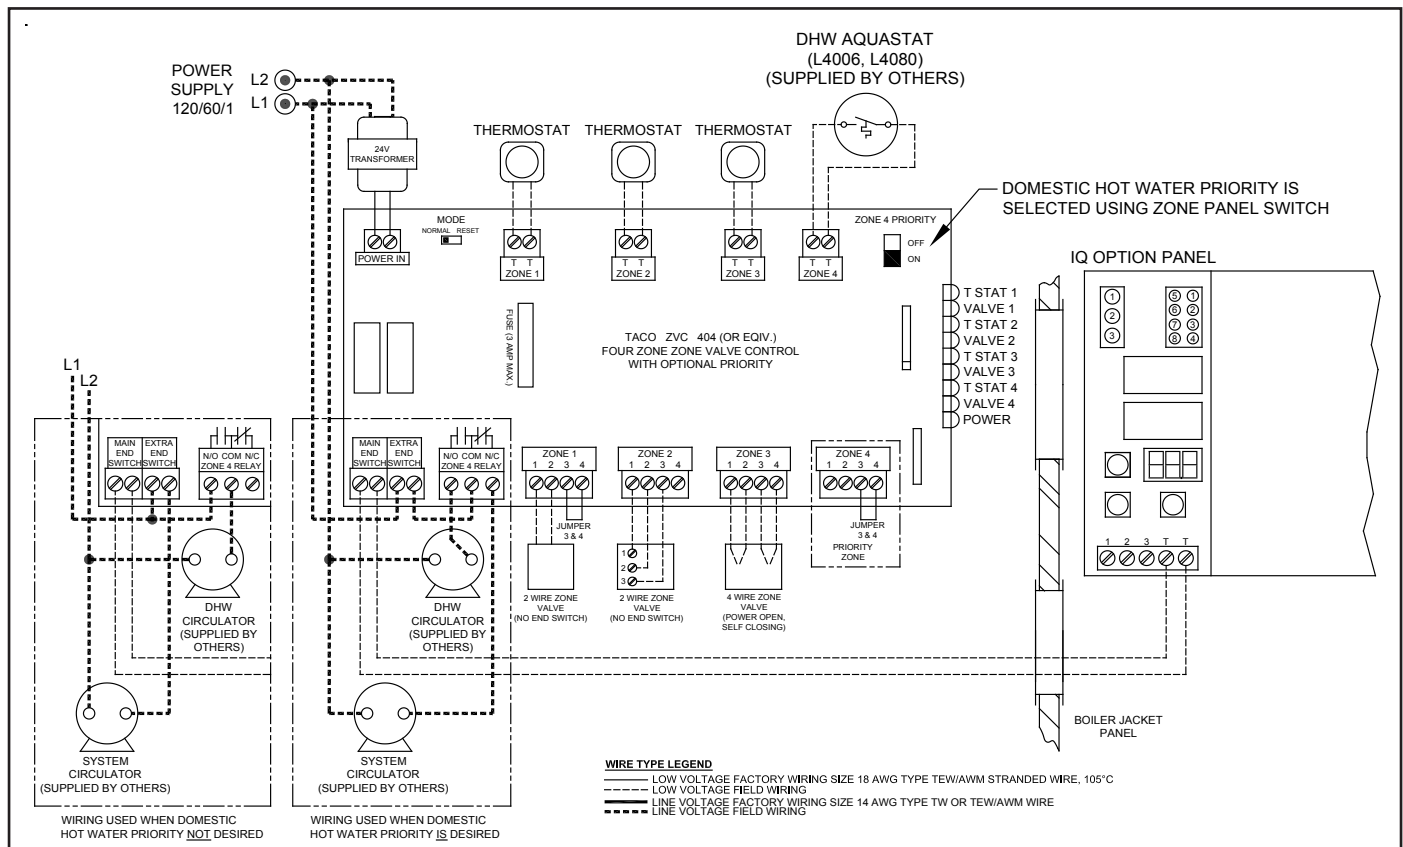 DHW AQUASTAT
(L4006, L4080)
(SUPPLIED BY OTHERS)
POWER
SUPPLY
120/60/1
L2
L1
24V
TRANSFORMER
THERMOSTAT
THERMOSTAT
THERMOSTAT
DOMESTIC HOT WATER PRIORITY IS
SELECTED USING ZONE PANEL SWITCH
MODE
NORMAL RESET
POWER IN
T T
ZONE 1
T T
ZONE 2
T T
ZONE 3
T T
ZONE 4
ZONE 4 PRIORITY
OFF
ON
IQ OPTION PANEL
1
2
3
5 1
6 2
7 3
8 4
T STAT 1
VALVE 1
T STAT 2
VALVE 2
T STAT 3
VALVE 3
T STAT 4
VALVE 4
POWER
FUSE (3 AMP MAX.)
TACO ZVC 404 (OR EQIV.)
FOUR ZONE ZONE VALVE CONTROL
WITH OPTIONAL PRIORITY
L1
L2
MAIN
END
SWITCH
EXTRA
END
SWITCH
N/O COM N/C
ZONE 4 RELAY
MAIN
END
SWITCH
EXTRA
END
SWITCH
N/O COM N/C
ZONE 4 RELAY
ZONE 1
1 2 3 4
JUMPER
3 & 4
ZONE 2
1 2 3 4
ZONE 3
1 2 3 4
ZONE 4
1 2 3 4
JUMPER
3 & 4
PRIORITY
ZONE
1
2
3
1 2 3 T T
2 WIRE ZONE
VALVE
(NO END SWITCH)
2 WIRE ZONE
VALVE
(NO END SWITCH)
4 WIRE ZONE
VALVE
(POWER OPEN,
SELF CLOSING)
DHW
CIRCULATOR
(SUPPLIED BY
OTHERS)
DHW
CIRCULATOR
(SUPPLIED BY
OTHERS)
SYSTEM
CIRCULATOR
(SUPPLIED BY OTHERS)
SYSTEM
CIRCULATOR
(SUPPLIED BY OTHERS)
BOILER JACKET
PANEL
WIRE TYPE LEGEND
LOW VOLTAGE FACTORY WIRING SIZE 18 AWG TYPE TEW/AWM STRANDED WIRE, 105°C
LOW VOLTAGE FIELD WIRING
LINE VOLTAGE FACTORY WIRING SIZE 14 AWG TYPE TW OR TEW/AWM WIRE
LINE VOLTAGE FIELD WIRING
WIRING USED WHEN DOMESTIC
HOT WATER PRIORITY NOT DESIRED
WIRING USED WHEN DOMESTIC
HOT WATER PRIORITY IS DESIRED